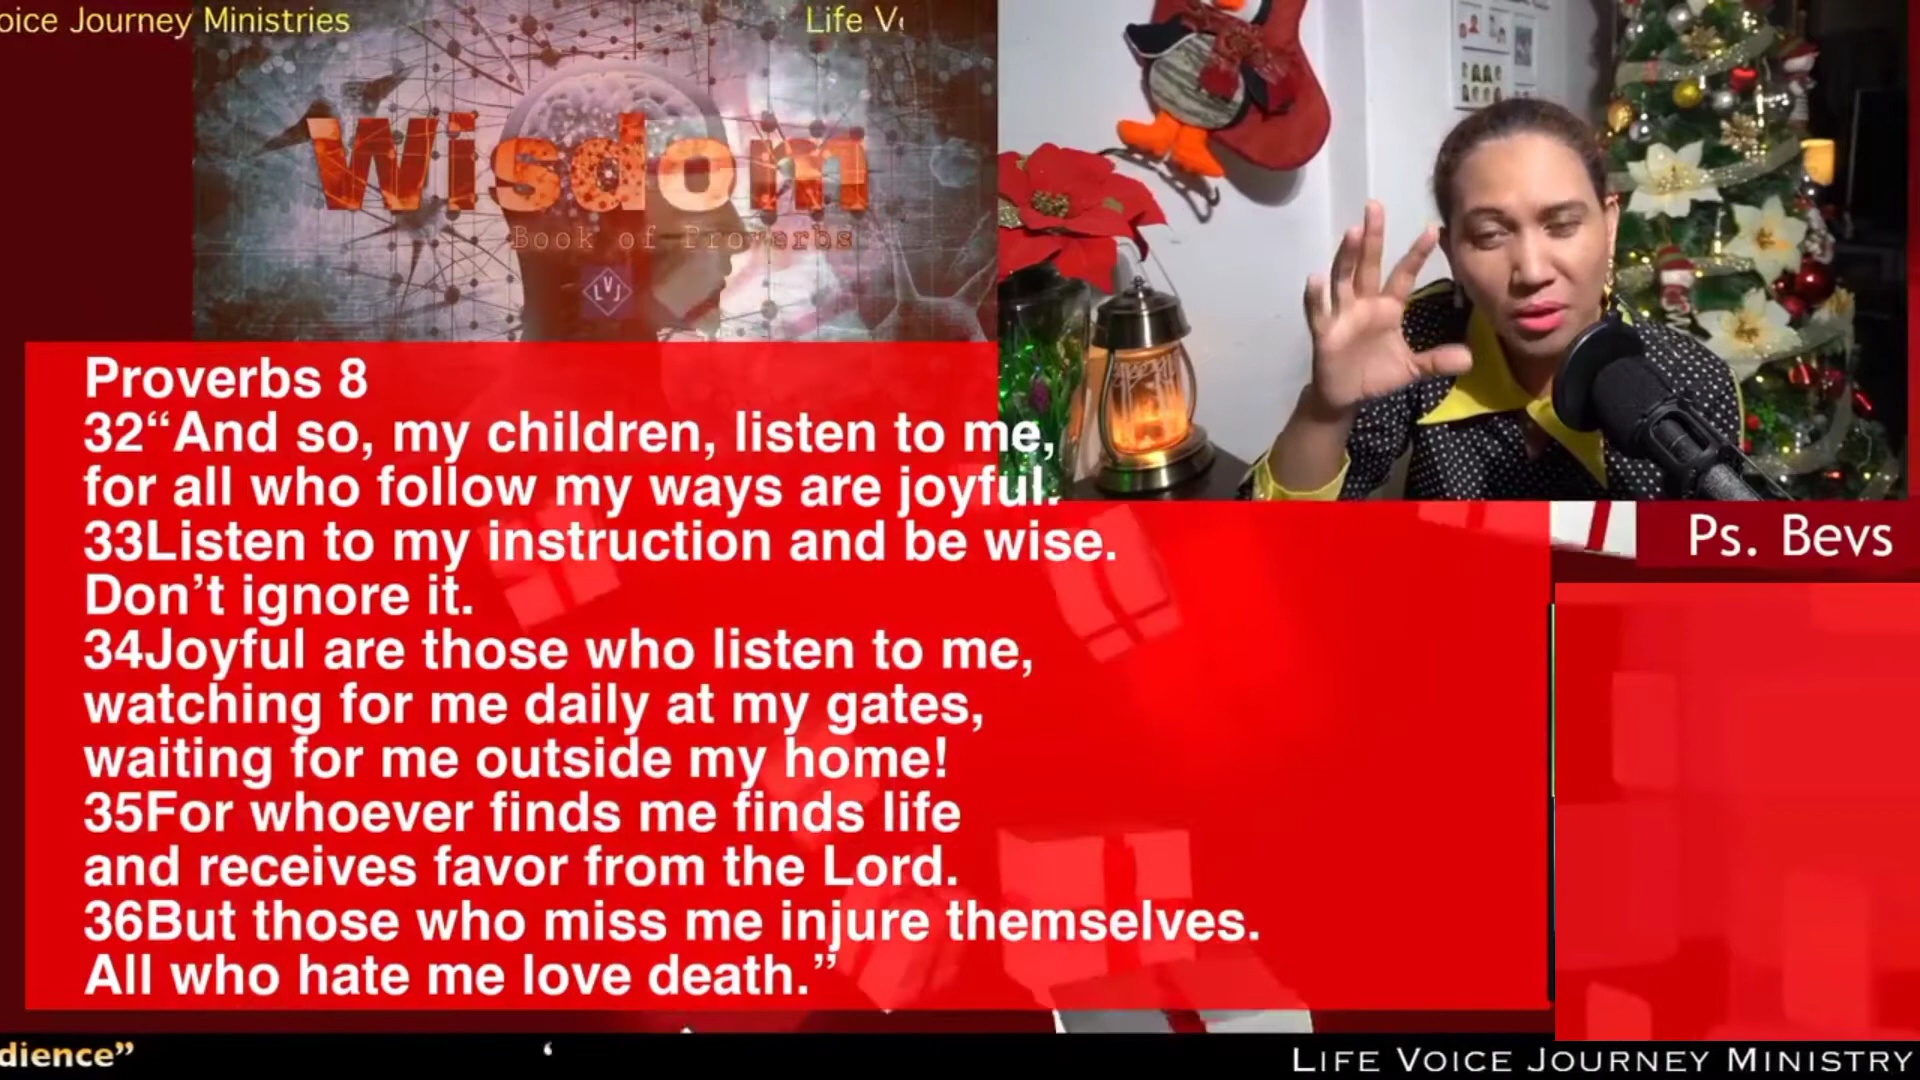 oice Journey Ministries
Life V
Wisdom
Book of Proverbs
LVJ
Proverbs 8
32“And so, my children, listen to me,
for all who follow my ways are joyful.
33Listen to my instruction and be wise.
Don’t ignore it.
34Joyful are those who listen to me,
watching for me daily at my gates,
waiting for me outside my home!
35For whoever finds me finds life
and receives favor from the Lord.
36But those who miss me injure themselves.
All who hate me love death.”
Ps. Bevs
dience” ‘
LIFE VOICE JOURNEY MINISTRY